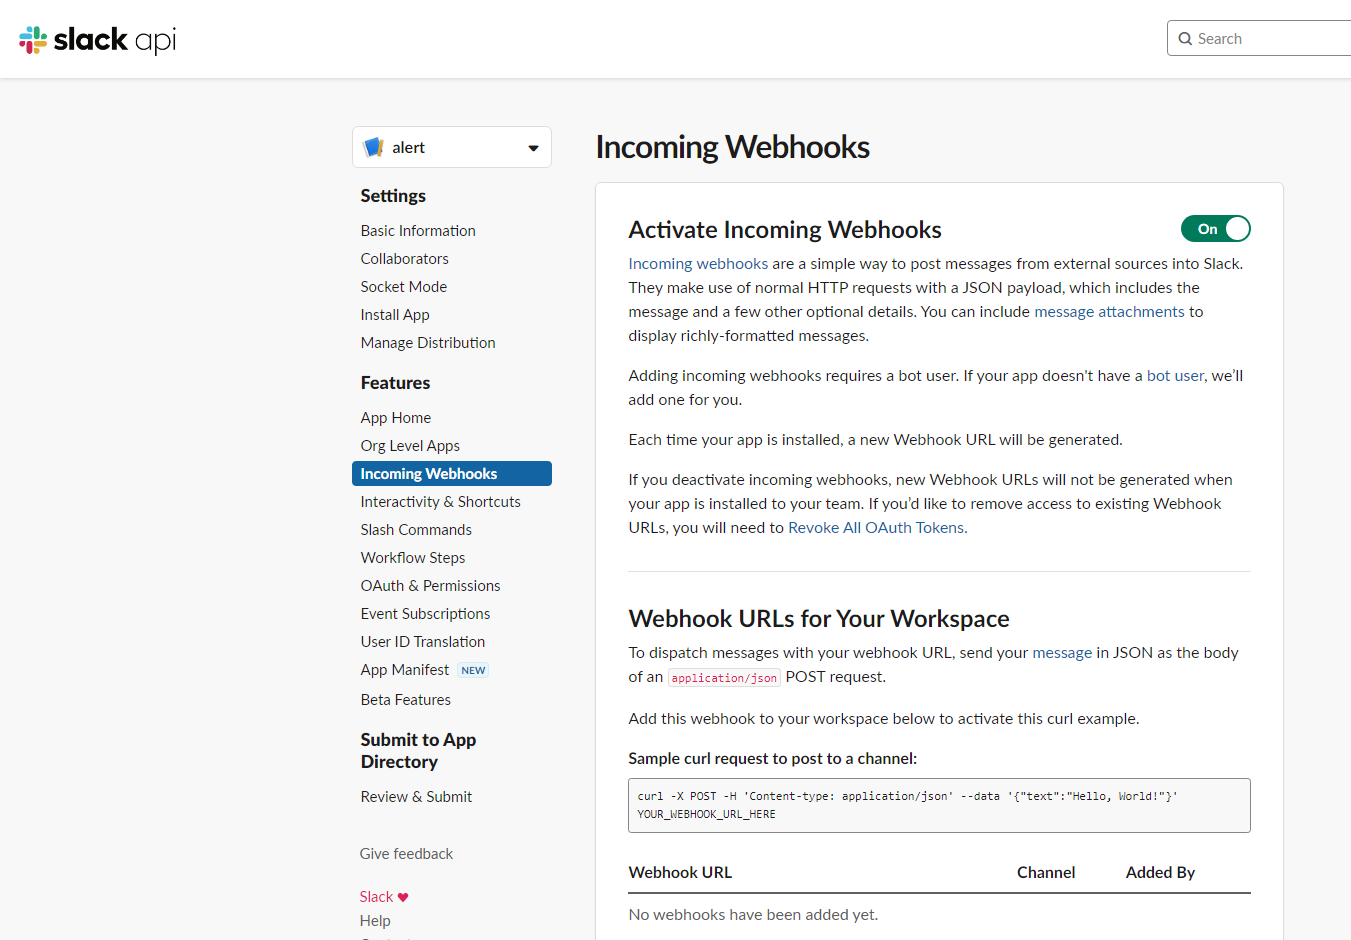 slack api
Search
alert
Settings
Basic Information
Collaborators
Socket Mode
Install App
Manage Distribution
Features
App Home
Org Level Apps
Incoming Webhooks
Interactivity & Shortcuts
Slash Commands
Workflow Steps
OAuth & Permissions
Event Subscriptions
User ID Translation
App Manifest NEW
Beta Features
Submit to App
Directory
Review & Submit
Give feedback
Slack ♥
Help
Incoming Webhooks
Activate Incoming Webhooks
On
Incoming webhooks are a simple way to post messages from external sources into Slack.
They make use of normal HTTP requests with a JSON payload, which includes the
message and a few other optional details. You can include message attachments to
display richly-formatted messages.
Adding incoming webhooks requires a bot user. If your app doesn't have a bot user, we’ll
add one for you.
Each time your app is installed, a new Webhook URL will be generated.
If you deactivate incoming webhooks, new Webhook URLs will not be generated when
your app is installed to your team. If you’d like to remove access to existing Webhook
URLs, you will need to Revoke All OAuth Tokens.
Webhook URLs for Your Workspace
To dispatch messages with your webhook URL, send your message in JSON as the body
of an application/json POST request.
Add this webhook to your workspace below to activate this curl example.
Sample curl request to post to a channel:
curl -X POST -H 'Content-type: application/json' --data '{"text":"Hello, World!"}'
YOUR_WEBHOOK_URL_HERE
Webhook URL Channel Added By
No webhooks have been added yet.